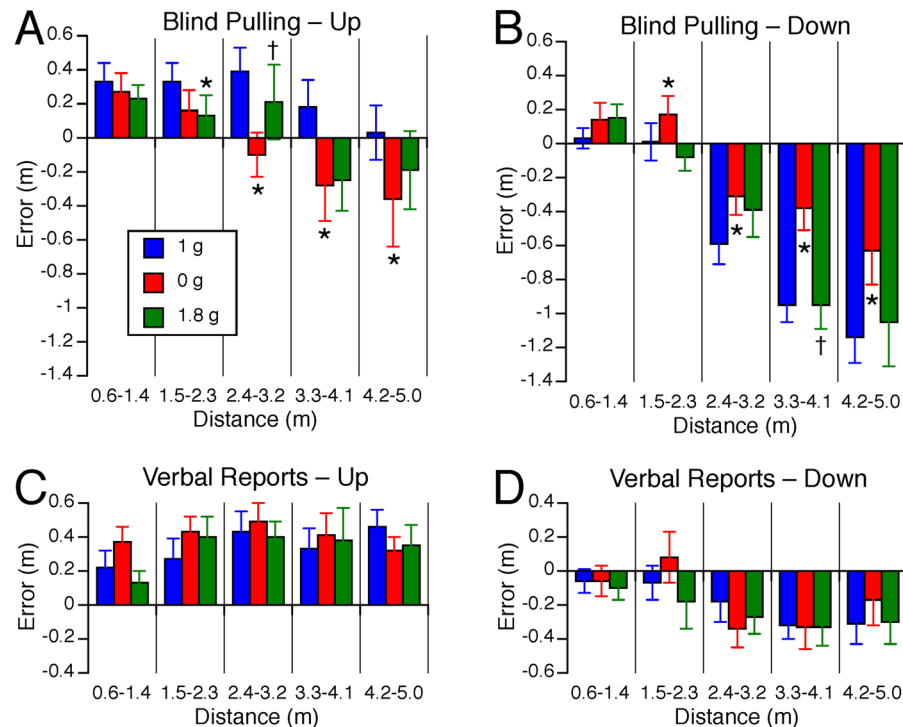 A
Blind Pulling – Up
0.6
0.4
0.2
0
-0.2
-0.4
-0.6
-0.8
-1
-1.2
-1.4
Error (m)
*
†
*
*
*
1 g
0 g
1.8 g
0.6-1.4 1.5-2.3 2.4-3.2 3.3-4.1 4.2-5.0
Distance (m)
B
Blind Pulling – Down
0.6
0.4
0.2
0
-0.2
-0.4
-0.6
-0.8
-1
-1.2
-1.4
Error (m)
*
*
*
†
*
0.6-1.4 1.5-2.3 2.4-3.2 3.3-4.1 4.2-5.0
Distance (m)
C
Verbal Reports – Up
0.6
0.4
0.2
0
-0.2
-0.4
Error (m)
0.6-1.4 1.5-2.3 2.4-3.2 3.3-4.1 4.2-5.0
Distance (m)
D
Verbal Reports – Down
0.4
0.2
0
-0.2
-0.4
-0.6
Error (m)
0.6-1.4 1.5-2.3 2.4-3.2 3.3-4.1 4.2-5.0
Distance (m)